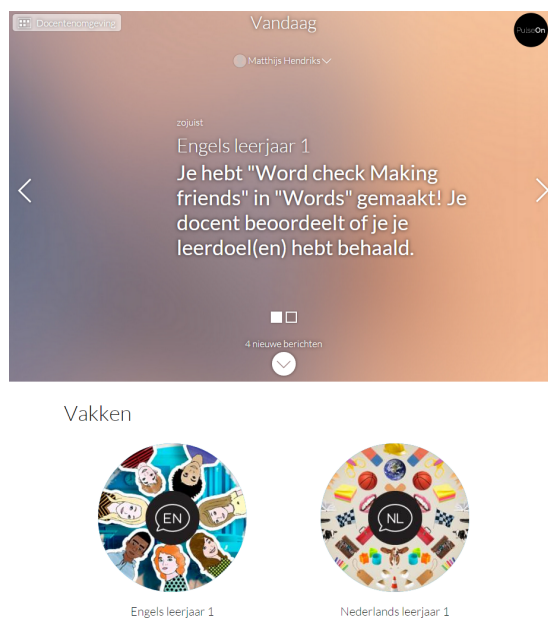 Docentenomgeving
Vandaag
PulseOn
Matthijs Hendriks
zojuist
Engels leerjaar 1
Je hebt "Word check Making
friends" in "Words" gemaakt! Je
docent beoordeelt of je je
leerdoel(en) hebt behaald.
4 nieuwe berichten
Vakken
EN
NL
Engels leerjaar 1
Nederlands leerjaar 1